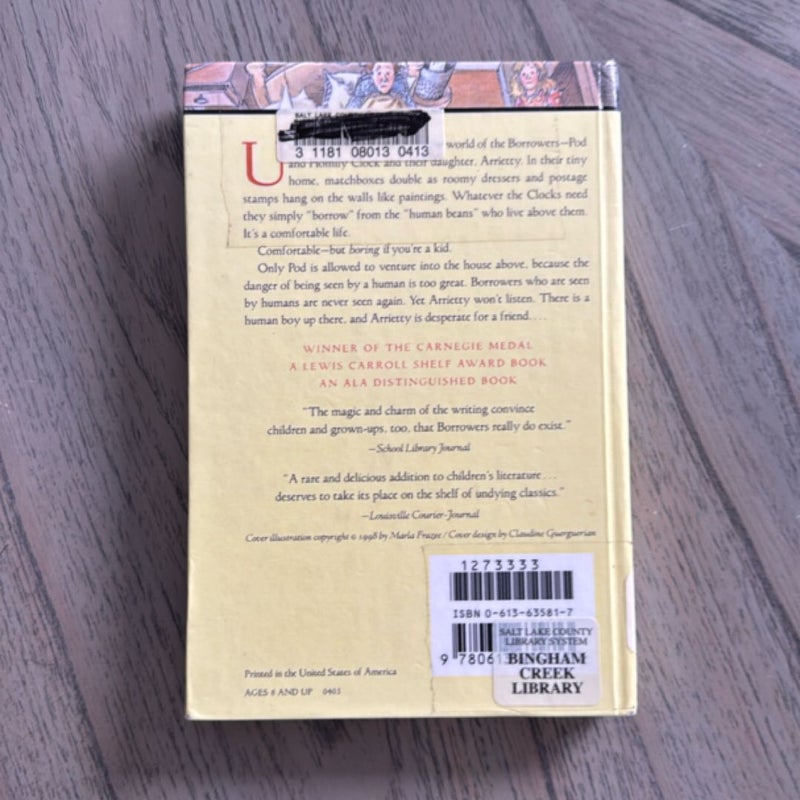 SALT LAKE COUNTY
3 1181 08013 0413
U world of the Borrowers—Pod
and Homily Clock and their daughter, Arrietty. In their tiny
home, matchboxes double as roomy dressers and postage
stamps hang on the walls like paintings. Whatever the Clocks need
they simply "borrow" from the "human beans" who live above them.
It's a comfortable life.
Comfortable—but boring if you're a kid.
Only Pod is allowed to venture into the house above, because the
danger of being seen by a human is too great. Borrowers who are seen
by humans are never seen again. Yet Arrietty won't listen. There is a
human boy up there, and Arrietty is desperate for a friend....
WINNER OF THE CARNEGIE MEDAL
A LEWIS CARROLL SHELF AWARD BOOK
AN ALA DISTINGUISHED BOOK
"The magic and charm of the writing convince
children and grown-ups, too, that Borrowers really do exist."
—School Library Journal
"A rare and delicious addition to children's literature...
deserves to take its place on the shelf of undying classics."
—Louisville Courier-Journal
Cover illustration copyright © 1998 by Marla Frazee / Cover design by Claudine Guerguerian
1273333
ISBN 0-613-63581-7
9 78061
SALT LAKE COUNTY
LIBRARY SYSTEM
BINGHAM
CREEK
LIBRARY
Printed in the United States of America
AGES 8 AND UP 0403